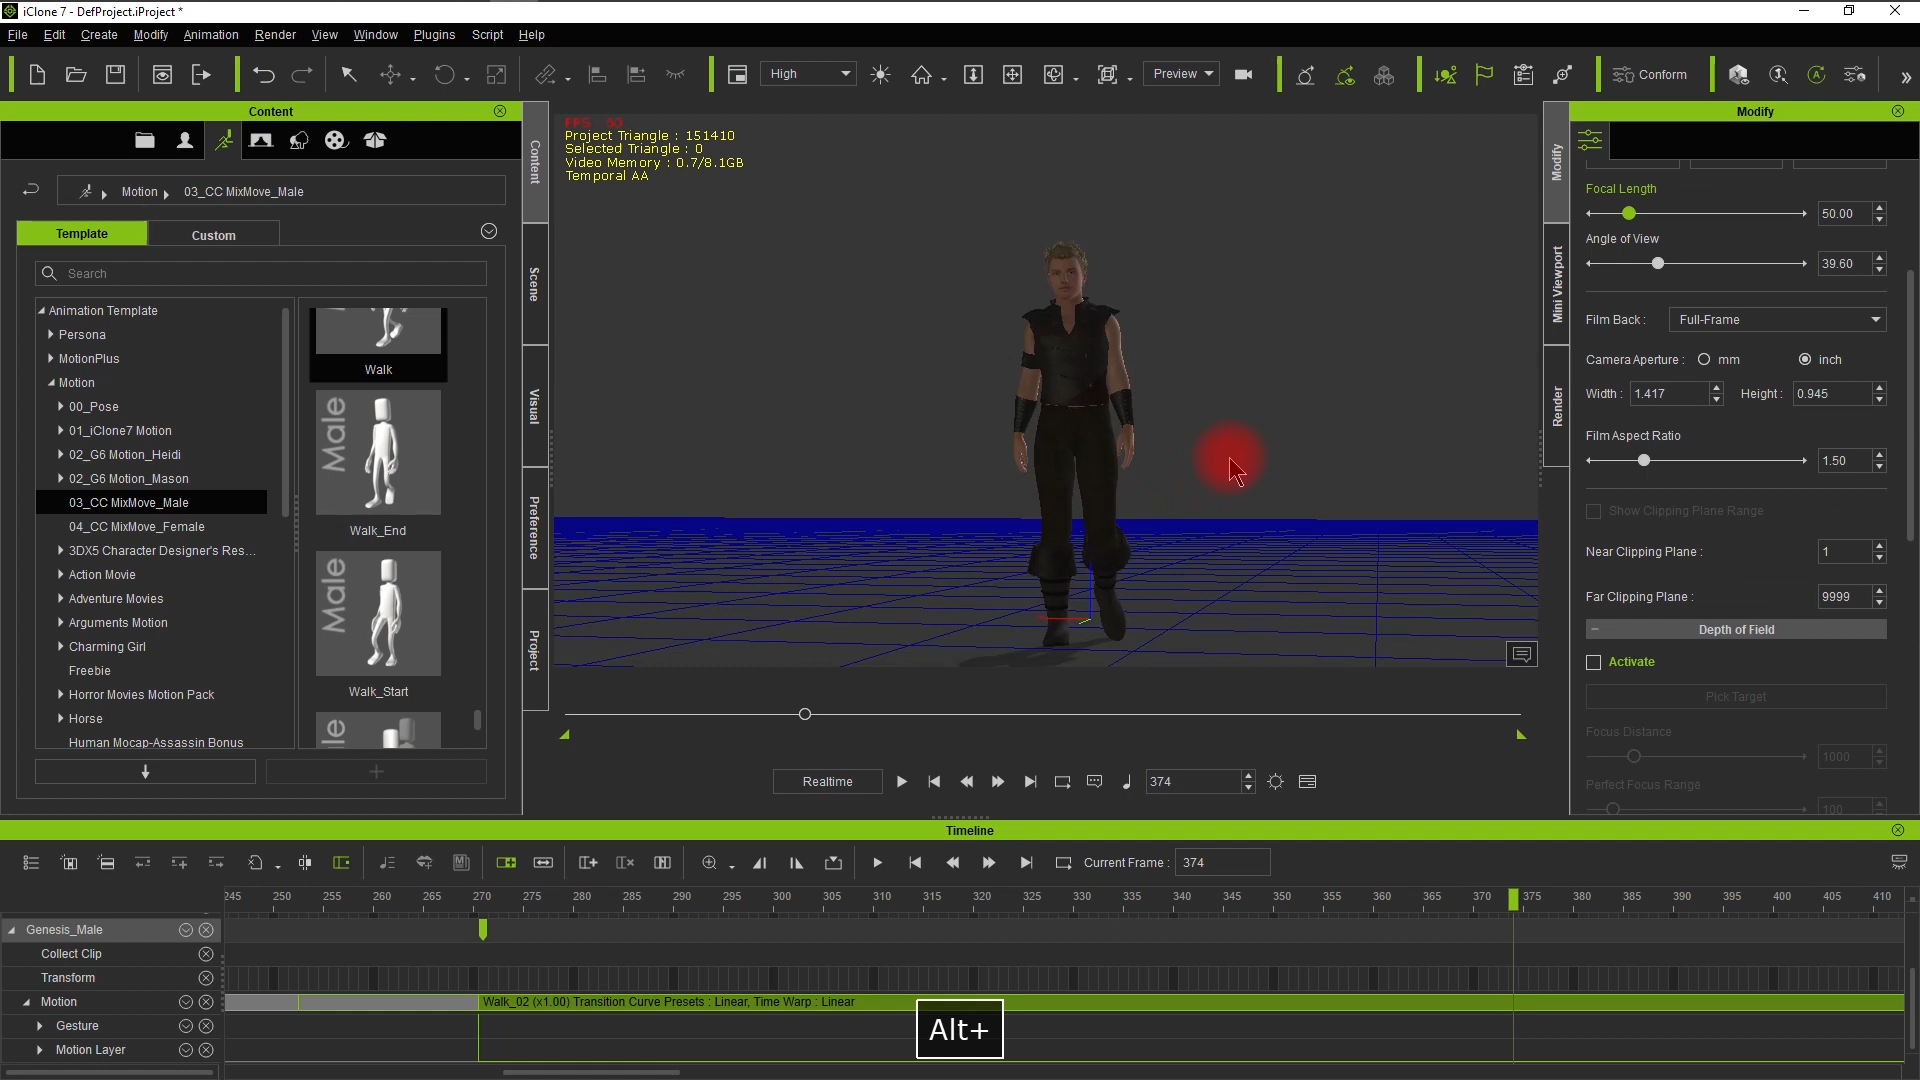 iClone 7 - DefProject.iProject *
File Edit Create Modify Animation Render View Window Plugins Script Help
High Preview Conform
Content
Motion 03_CC MixMove_Male
Template Custom
Search
Animation Template
Persona
MotionPlus
Motion
00_Pose
01_iClone7 Motion
02_G6 Motion_Heidi
02_G6 Motion_Mason
03_CC MixMove_Male
04_CC MixMove_Female
3DX5 Character Designer's Res...
Action Movie
Adventure Movies
Arguments Motion
Charming Girl
Freebie
Horror Movies Motion Pack
Horse
Human Mocap-Assassin Bonus
Walk
Male
Walk_End
Male
Walk_Start
Content
Scene
Visual
Preference
Project
Project Triangle : 151410
Selected Triangle : 0
Video Memory : 0.7/8.1GB
Temporal AA
Realtime 374
Modify
Mini Viewport
Render
Modify
Focal Length
50.00
Angle of View
39.60
Film Back : Full-Frame
Camera Aperture : mm inch
Width : 1.417 Height : 0.945
Film Aspect Ratio
1.50
Show Clipping Plane Range
Near Clipping Plane : 1
Far Clipping Plane : 9999
Depth of Field
Activate
Pick Target
Focus Distance
1000
Perfect Focus Range
100
Timeline
Current Frame : 374
245 250 255 260 265 270 275 280 285 290 295 300 305 310 315 320 325 330 335 340 345 350 355 360 365 370 375 380 385 390 395 400 405 410
Genesis_Male
Collect Clip
Transform
Motion
Walk_02 (x1.00) Transition Curve Presets : Linear, Time Warp : Linear
Gesture
Motion Layer
Alt+